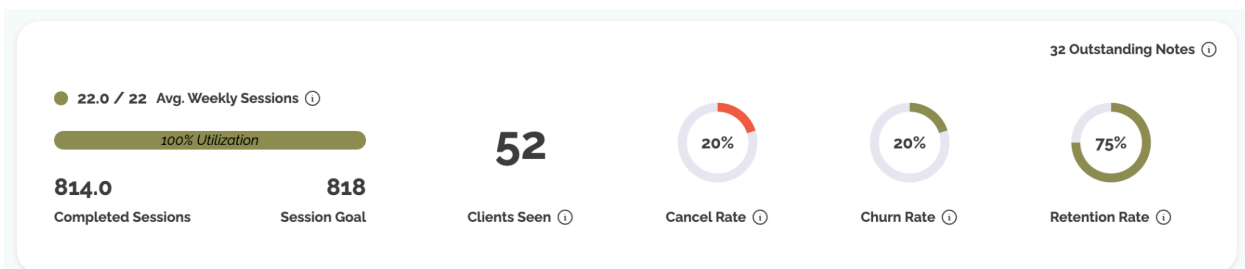 32 Outstanding Notes
22.0 / 22 Avg. Weekly Sessions
100% Utilization
814.0
818
Completed Sessions
Session Goal
52
Clients Seen
20%
Cancel Rate
20%
Churn Rate
75%
Retention Rate